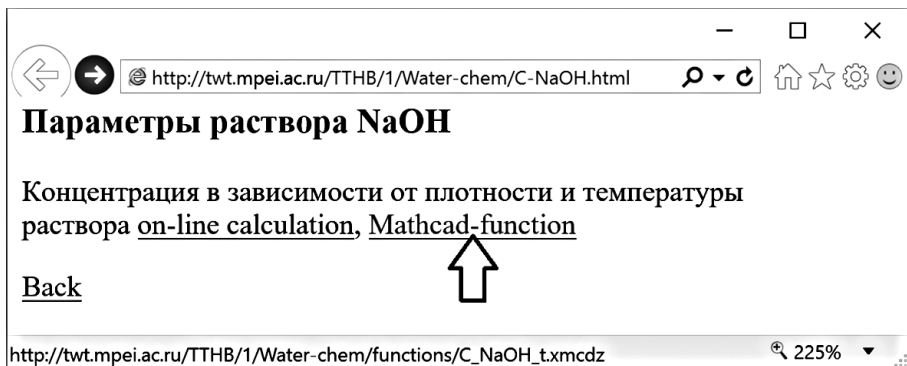 http://twt.mpei.ac.ru/TTHB/1/Water-chem/C-NaOH.html
Параметры раствора NaOH
Концентрация в зависимости от плотности и температуры
раствора on-line calculation, Mathcad-function
Back
http://twt.mpei.ac.ru/TTHB/1/Water-chem/functions/C_NaOH_t.xmcdz 225%